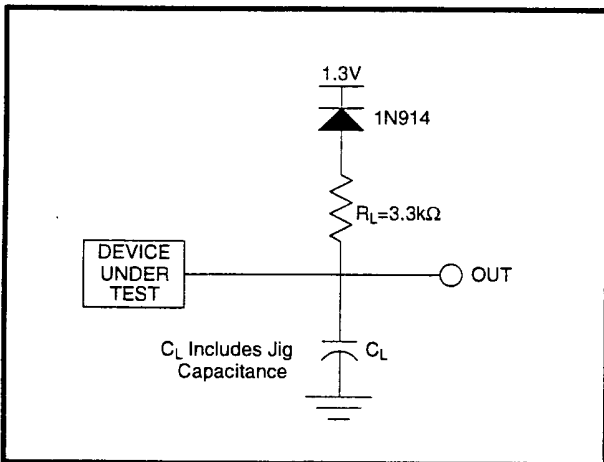 1.3V
1N914
R_L=3.3kΩ
DEVICE
UNDER
TEST
OUT
C_L Includes Jig
Capacitance
C_L